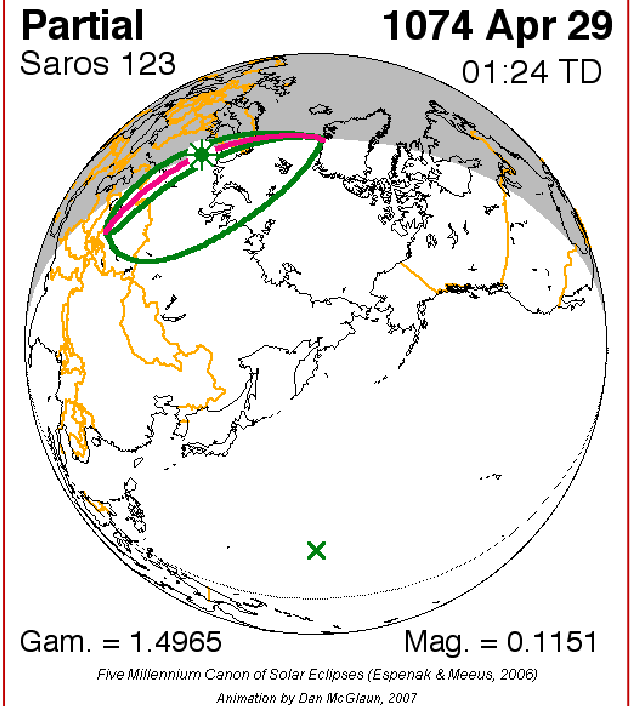 Partial
1074 Apr 29
Saros 123
01:24 TD
Gam. = 1.4965
Mag. = 0.1151
Five Millennium Canon of Solar Eclipses (Espenak & Meeus, 2006)
Animation by Dan McGlaun, 2007